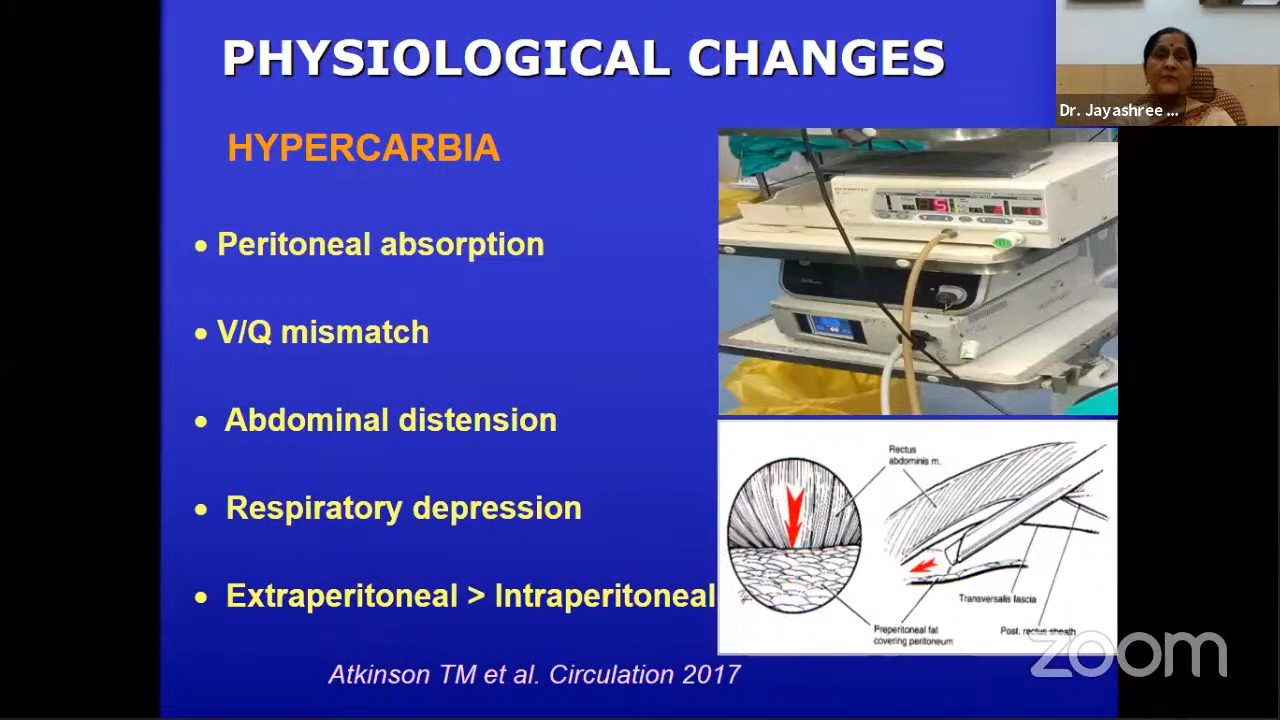 PHYSIOLOGICAL CHANGES
Dr. Jayashree ...
HYPERCARBIA
• Peritoneal absorption
• V/Q mismatch
• Abdominal distension
• Respiratory depression
• Extraperitoneal > Intraperitoneal
Rectus
abdominis m.
Transversalis fascia
Preperitoneal fat
covering peritoneum
Post. rectus sheath
Atkinson TM et al. Circulation 2017
zoom